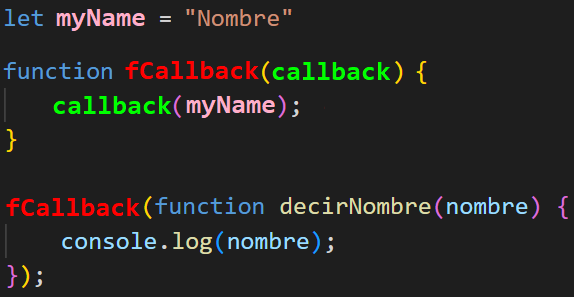 let myName = "Nombre"
function fCallback(callback) {
callback(myName);
}
fCallback(function decirNombre(nombre) {
console.log(nombre);
});